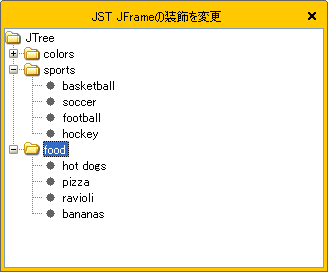 JST JFrameの装飾を変更
JTree
colors
sports
basketball
soccer
football
hockey
food
hot dogs
pizza
ravioli
bananas